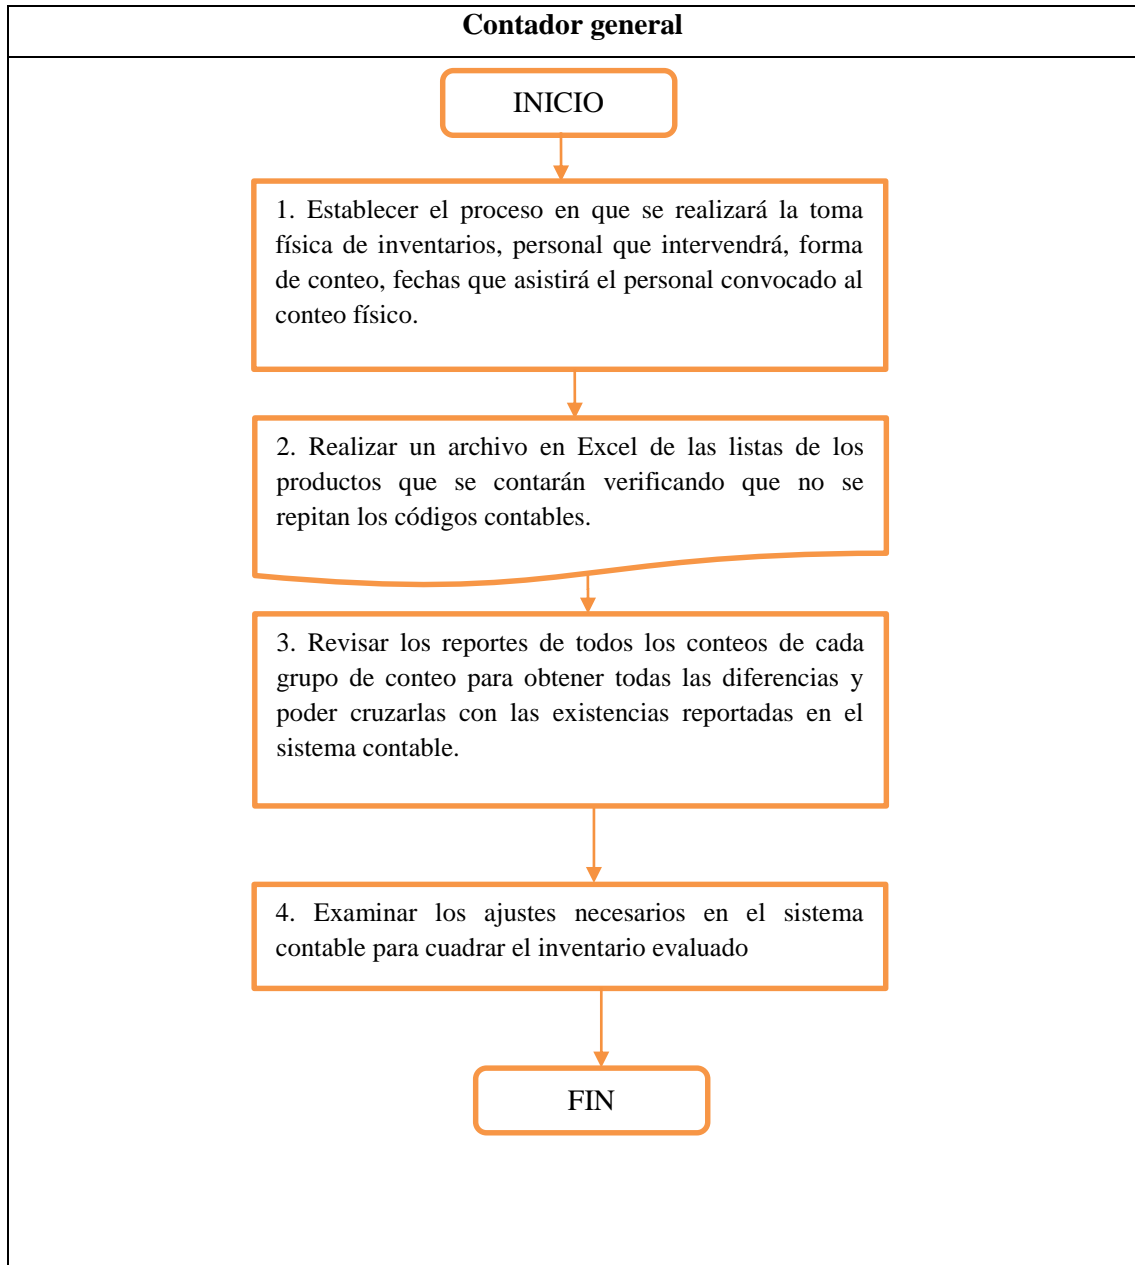 Contador general
INICIO
1. Establecer el proceso en que se realizará la toma
física de inventarios, personal que intervendrá, forma
de conteo, fechas que asistirá el personal convocado al
conteo físico.
2. Realizar un archivo en Excel de las listas de los
productos que se contarán verificando que no se
repitan los códigos contables.
3. Revisar los reportes de todos los conteos de cada
grupo de conteo para obtener todas las diferencias y
poder cruzarlas con las existencias reportadas en el
sistema contable.
4. Examinar los ajustes necesarios en el sistema
contable para cuadrar el inventario evaluado
FIN